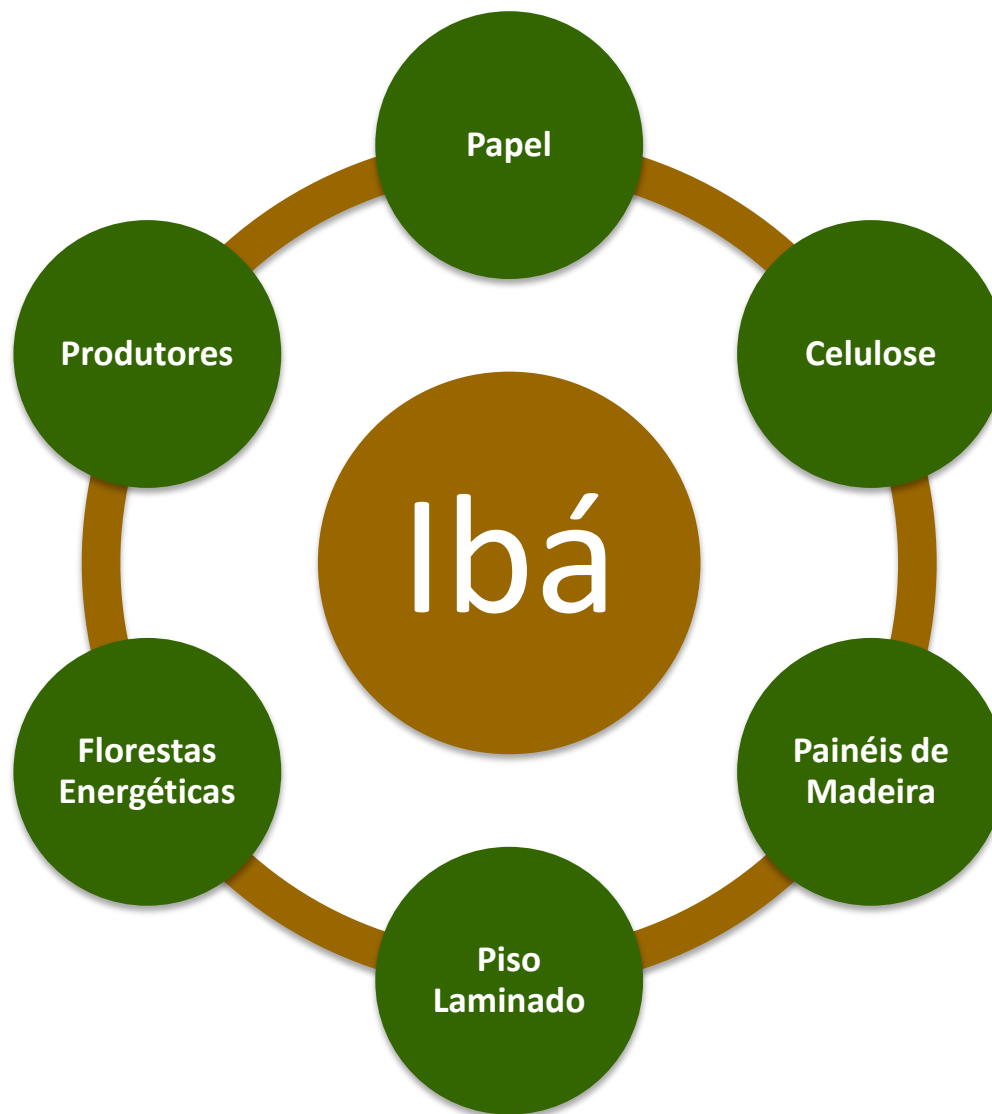 Papel
Produtores
Celulose
Ibá
Florestas
Energéticas
Painéis de
Madeira
Piso
Laminado